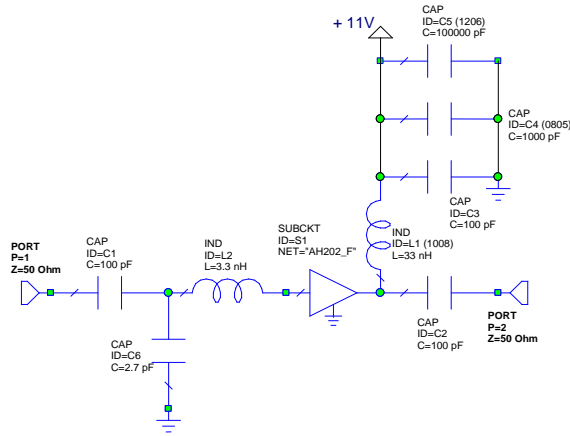 CAP
ID=C5 (1206)
C=100000 pF
+ 11V
CAP
ID=C4 (0805)
C=1000 pF
CAP
ID=C3
C=100 pF
SUBCKT
ID=S1
NET="AH202_F"
IND
ID=L1 (1008)
L=33 nH
PORT
P=1
Z=50 Ohm
CAP
ID=C1
C=100 pF
IND
ID=L2
L=3.3 nH
CAP
ID=C2
C=100 pF
PORT
P=2
Z=50 Ohm
CAP
ID=C6
C=2.7 pF